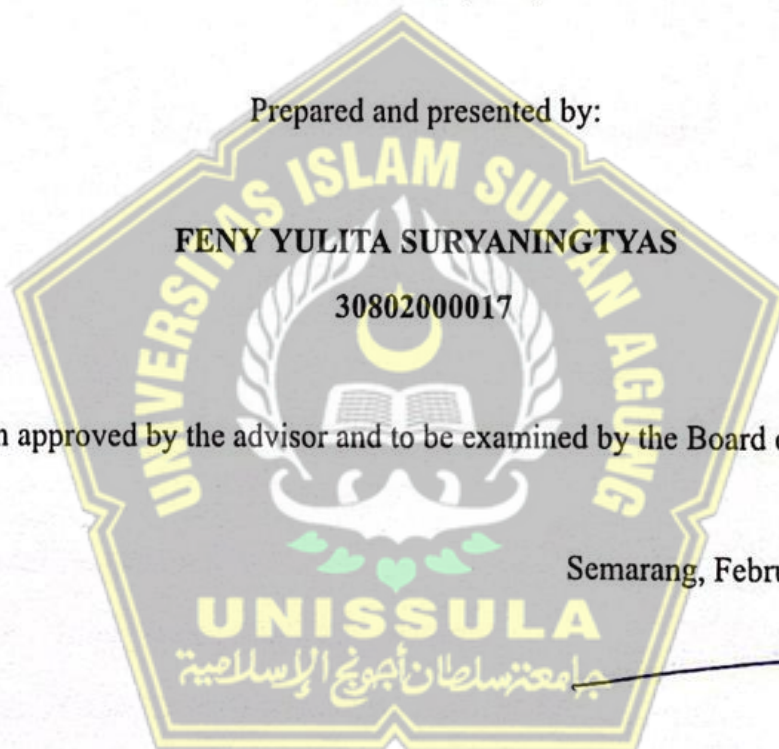 Prepared and presented by:
UNIVERSITAS ISLAM SULTAN AGUNG
FENY YULITA SURYANINGTYAS
30802000017
approved by the advisor and to be examined by the Board
Semarang,
UNISSULA
جامعة سلطان أجونج الإسلامية